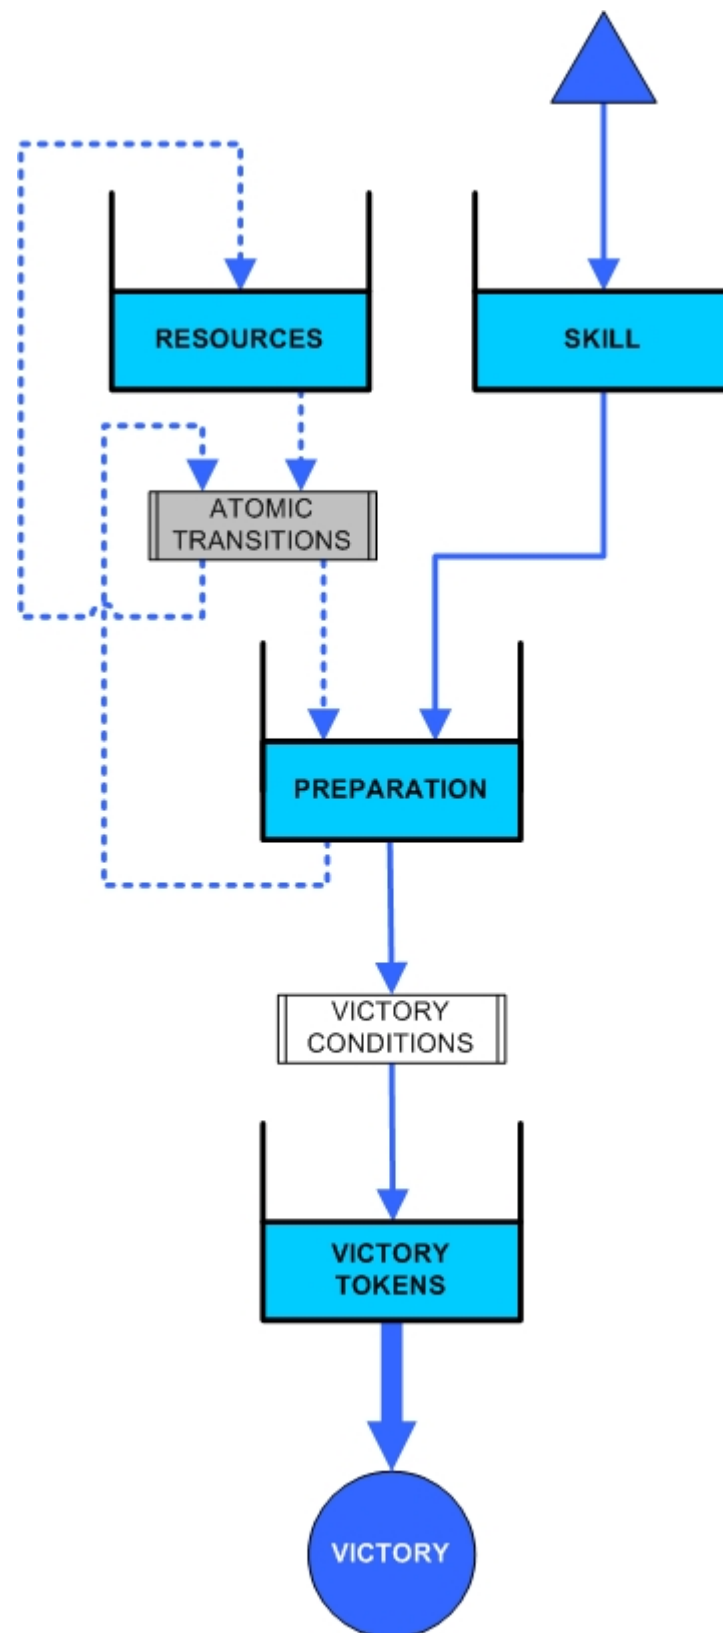 RESOURCES
SKILL
ATOMIC
TRANSITIONS
PREPARATION
VICTORY
CONDITIONS
VICTORY
TOKENS
VICTORY